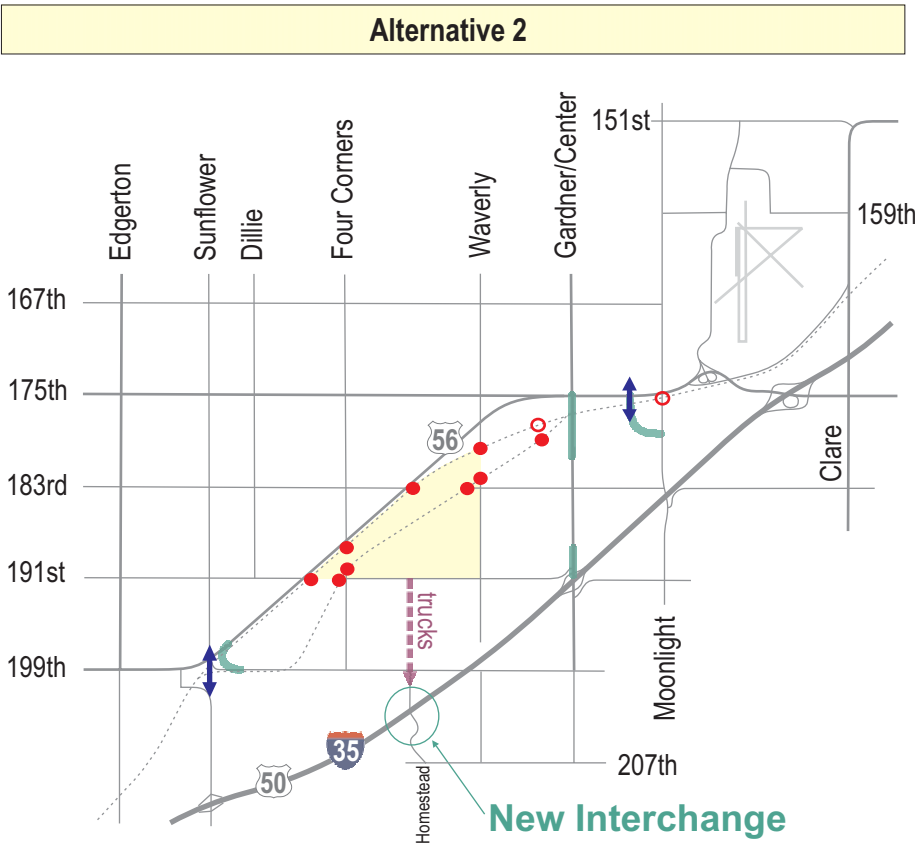 Alternative 2
Edgerton
Sunflower
Dillie
Four Corners
Waverly
Gardner/Center
151st
159th
167th
175th
56
Clare
183rd
191st
trucks
Moonlight
199th
35
50
207th
Homestead
New Interchange